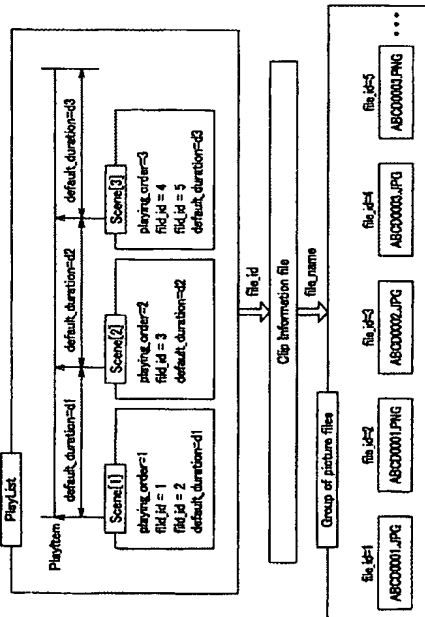 PlayList
PlayItem
default_duration=d1
default_duration=d2
default_duration=d3
Scene[1]
playing_order=1
fild_id = 1
fild_id = 2
default_duration=d1
Scene[2]
playing_order=2
fild_id = 3
default_duration=d2
Scene[3]
playing_order=3
fild_id = 4
fild_id = 5
default_duration=d3
file_id
Clip Information file
file_name
Group of picture files
file_id=1
ABCD0001.JPG
file_id=2
ABCD0001.PNG
file_id=3
ABCD0002.JPG
file_id=4
ABCD0003.JPG
file_id=5
ABCD0003.PNG
...